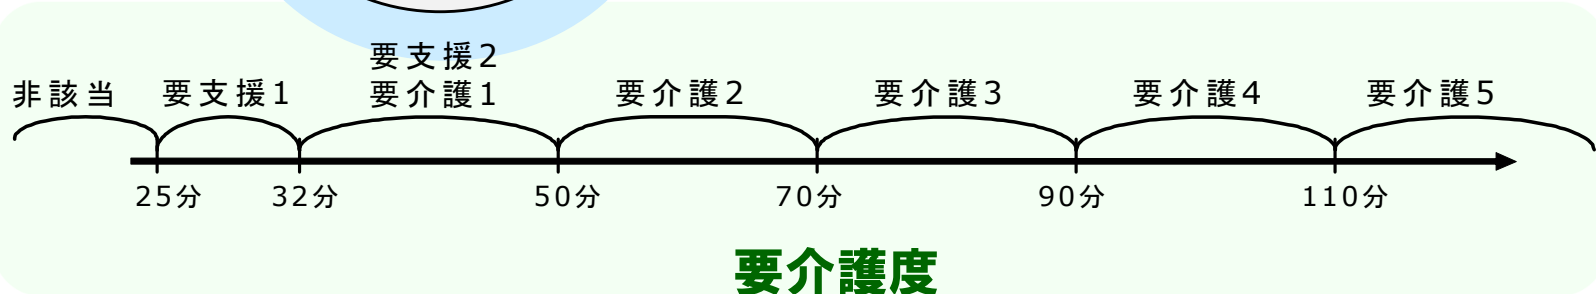 要支援2
非該当 要支援1 要介護1 要介護2 要介護3 要介護4 要介護5
25分 32分 50分 70分 90分 110分
要介護度